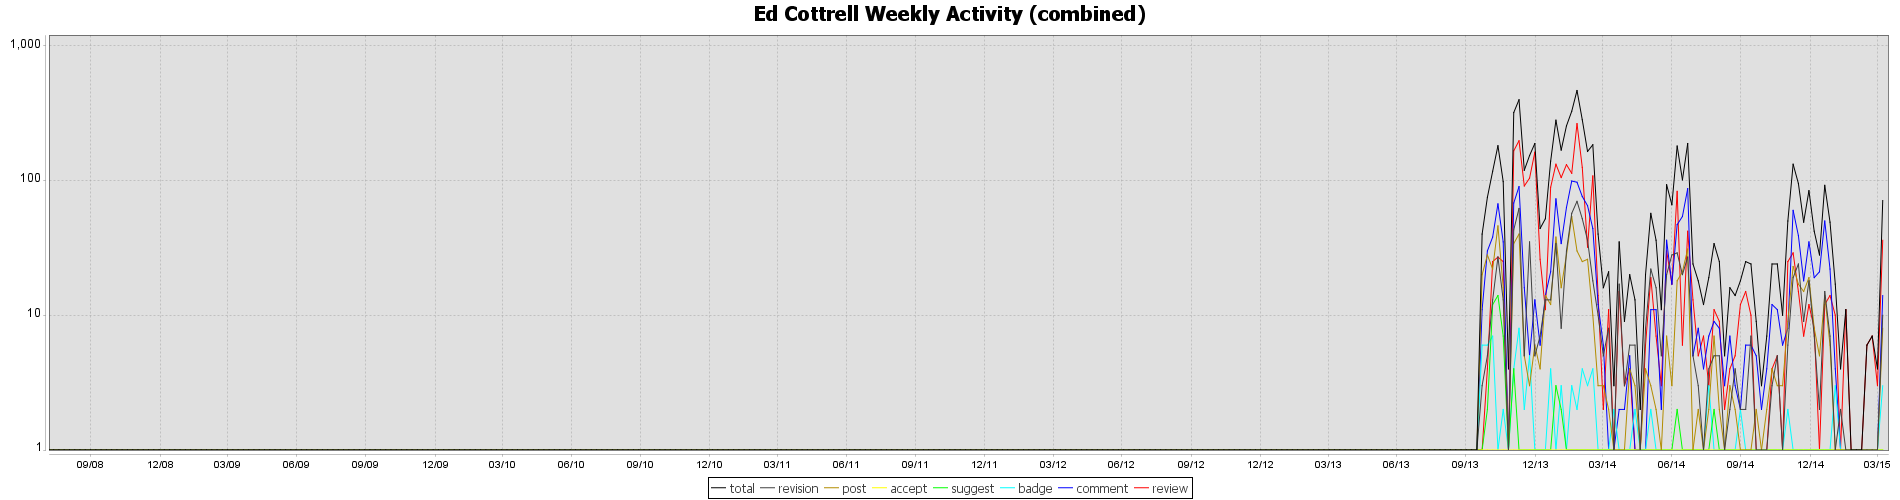 Ed Cottrell Weekly Activity (combined)
1,000
100
10
1
09/08 12/08 03/09 06/09 09/09 12/09 03/10 06/10 09/10 12/10 03/11 06/11 09/11 12/11 03/12 06/12 09/12 12/12 03/13 06/13 09/13 12/13 03/14 06/14 09/14 12/14 03/15
total revision post accept suggest badge comment review